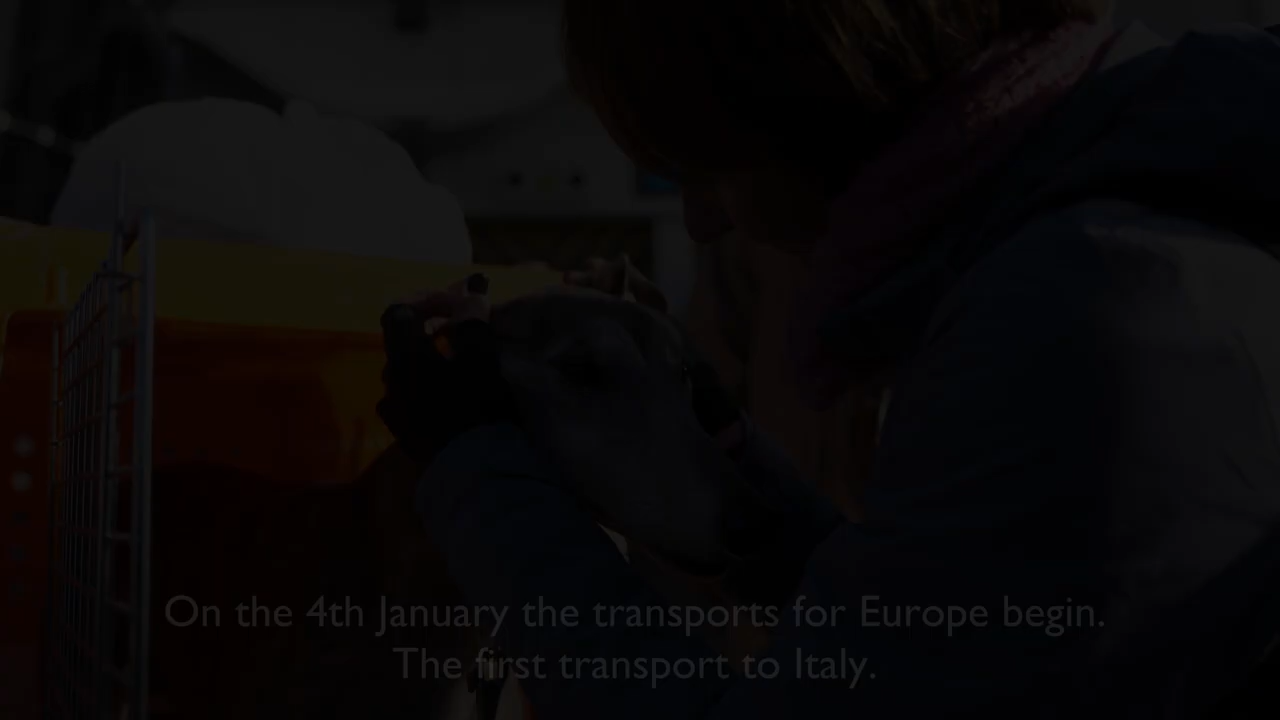 On the 4th January the transports for Europe begin.
The first transport to Italy.